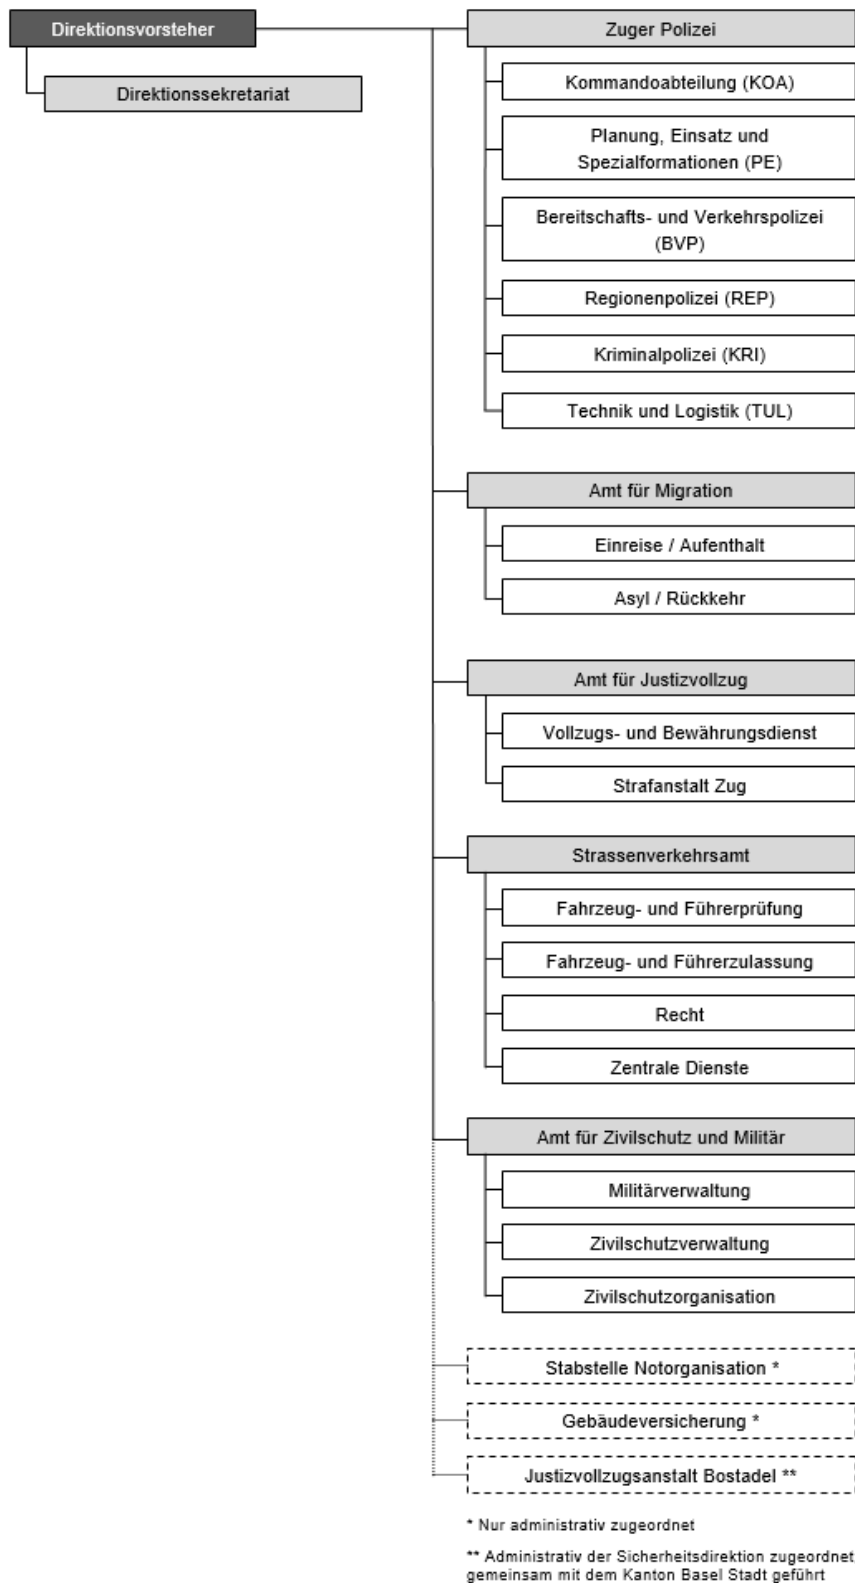 Direktionsvorsteher
Direktionssekretariat
Zuger Polizei
Kommandoabteilung (KOA)
Planung, Einsatz und
Spezialformationen (PE)
Bereitschafts- und Verkehrspolizei
(BVP)
Regionenpolizei (REP)
Kriminalpolizei (KRI)
Technik und Logistik (TUL)
Amt für Migration
Einreise / Aufenthalt
Asyl / Rückkehr
Amt für Justizvollzug
Vollzugs- und Bewährungsdienst
Strafanstalt Zug
Strassenverkehrsamt
Fahrzeug- und Führerprüfung
Fahrzeug- und Führerzulassung
Recht
Zentrale Dienste
Amt für Zivilschutz und Militär
Militärverwaltung
Zivilschutzverwaltung
Zivilschutzorganisation
Stabstelle Notorganisation *
Gebäudeversicherung *
Justizvollzugsanstalt Bostadel **
* Nur administrativ zugeordnet
** Administrativ der Sicherheitsdirektion zugeordnet
gemeinsam mit dem Kanton Basel Stadt geführt